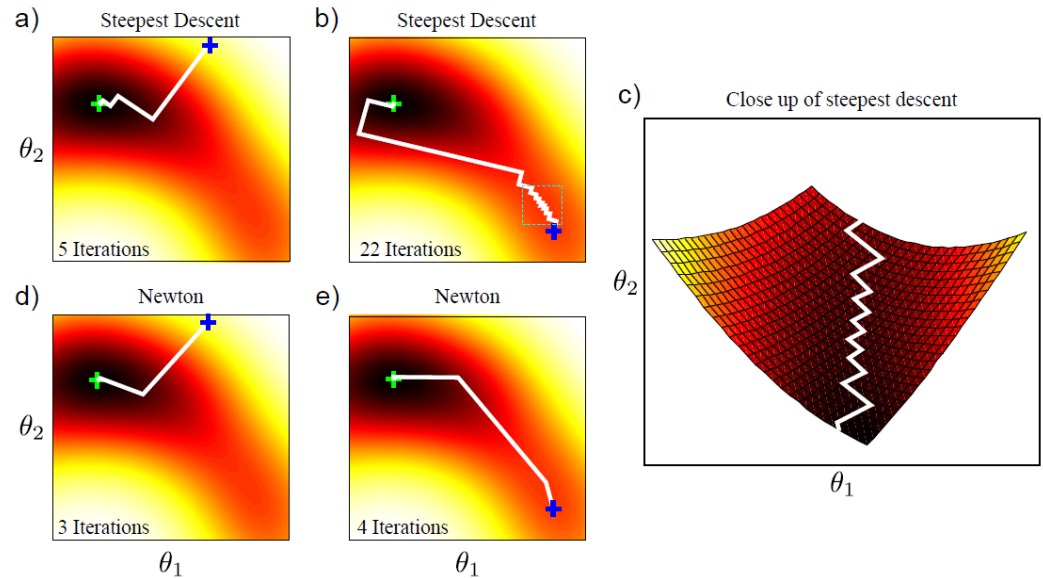 a)
Steepest Descent
b)
Steepest Descent
c)
Close up of steepest descent
θ2
5 Iterations
22 Iterations
θ2
θ1
d)
Newton
e)
Newton
θ2
3 Iterations
4 Iterations
θ1
θ1